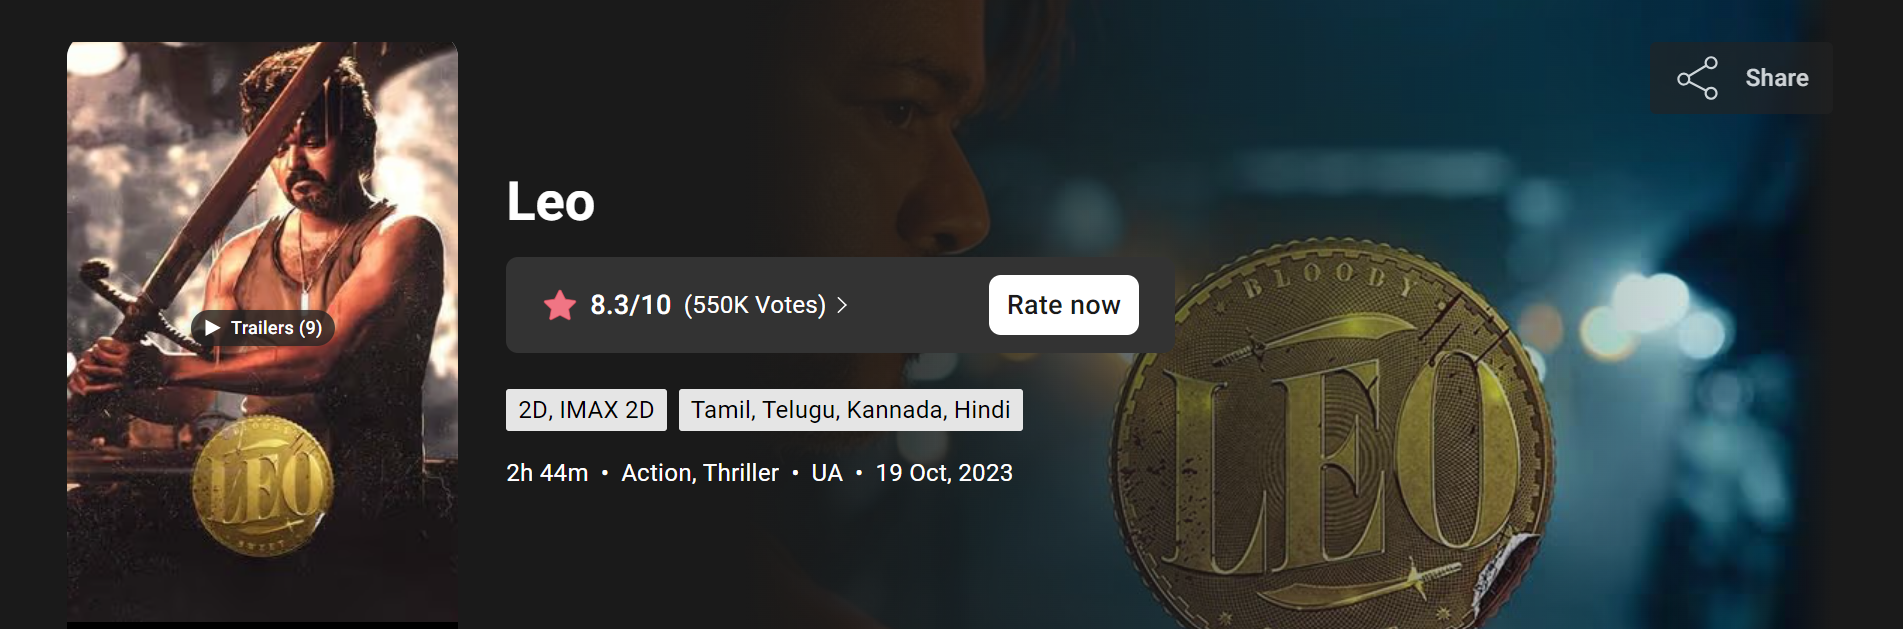 Share
Leo
8.3/10 (550K Votes)
Rate now
2D, IMAX 2D
Tamil, Telugu, Kannada, Hindi
2h 44m • Action, Thriller • UA • 19 Oct, 2023
Trailers (9)
LEO
SWEET
BLOODY
LEO